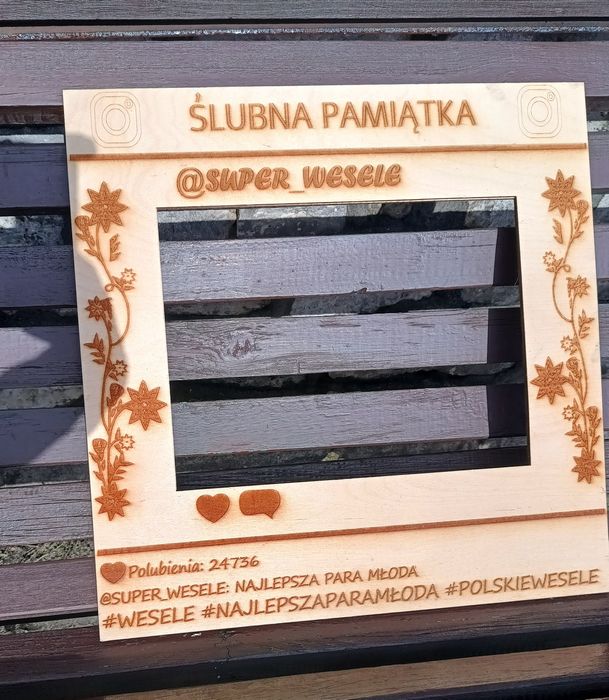 ŚLUBNA PAMIĄTKA
@SUPER_WESELE
Polubienia: 24736
@SUPER_WESELE: NAJLEPSZA PARA MŁODA
#WESELE #NAJLEPSZAPARAMŁODA #POLSKIEWESELE